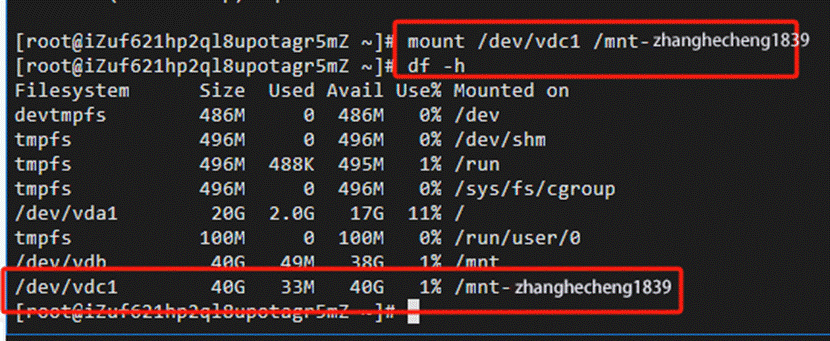 [root@iZuf621hp2ql8upotagr5mZ ~]# mount /dev/vdc1 /mnt-zhanghecheng1839
[root@iZuf621hp2ql8upotagr5mZ ~]# df -h
Filesystem      Size  Used Avail Use% Mounted on
devtmpfs        486M     0  486M   0% /dev
tmpfs           496M     0  496M   0% /dev/shm
tmpfs           496M  488K  495M   1% /run
tmpfs           496M     0  496M   0% /sys/fs/cgroup
/dev/vda1        20G  2.0G   17G  11% /
tmpfs           100M     0  100M   0% /run/user/0
/dev/vdb         40G   49M   38G   1% /mnt
/dev/vdc1        40G   33M   40G   1% /mnt-zhanghecheng1839
[root@iZuf621hp2ql8upotagr5mZ ~]#